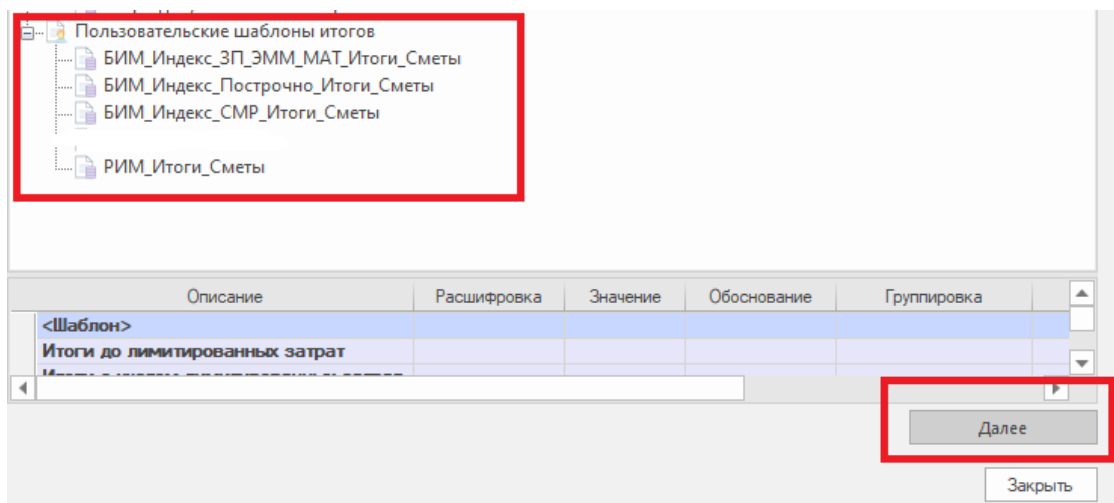 Пользовательские шаблоны итогов
БИМ_Индекс_ЗП_ЭММ_МАТ_Итоги_Сметы
БИМ_Индекс_Построчно_Итоги_Сметы
БИМ_Индекс_СМР_Итоги_Сметы
РИМ_Итоги_Сметы
Описание Расшифровка Значение Обоснование Группировка
<Шаблон>
Итоги до лимитированных затрат
Далее
Закрыть